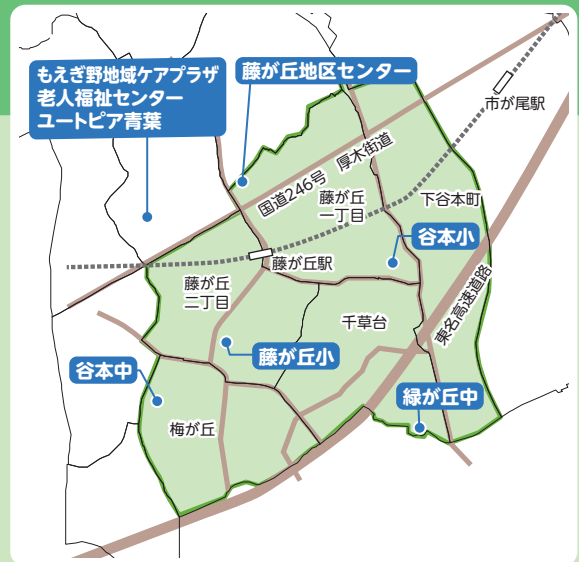 もえぎ野地域ケアプラザ
老人福祉センター
ユートピア青葉
藤が丘地区センター
市が尾駅
国道246号 厚木街道
藤が丘
一丁目
下谷本町
谷本小
藤が丘駅
藤が丘
二丁目
千草台
東名高速道路
藤が丘小
谷本中
緑が丘中
梅が丘